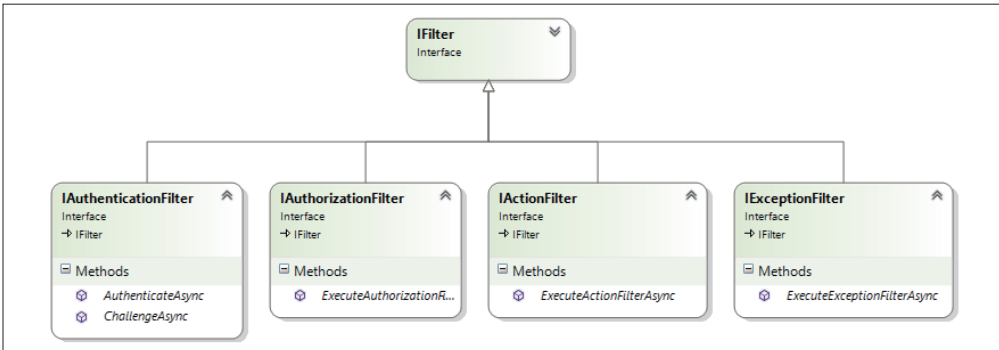 IFilter
Interface
IAuthenticationFilter
Interface
IFilter
Methods
AuthenticateAsync
ChallengeAsync
IAuthorizationFilter
Interface
IFilter
Methods
ExecuteAuthorizationR...
IActionFilter
Interface
IFilter
Methods
ExecuteActionFilterAsync
IExceptionFilter
Interface
IFilter
Methods
ExecuteExceptionFilterAsync